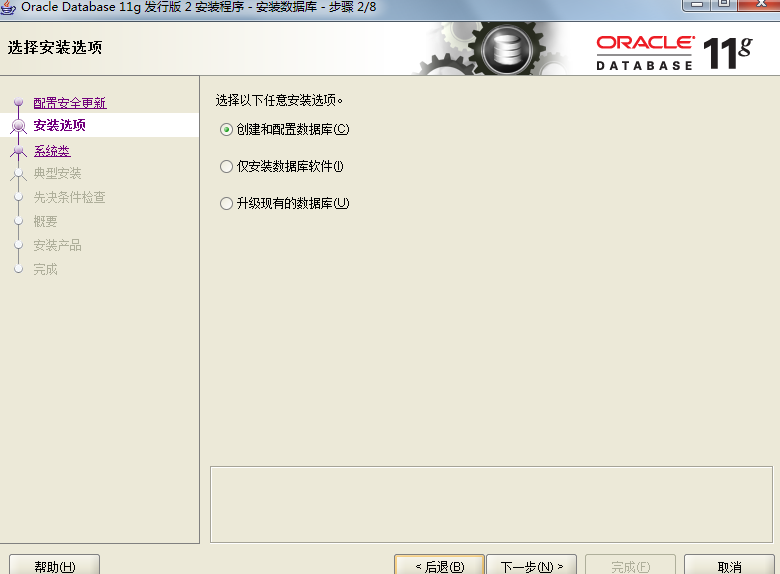 Oracle Database 11g 发行版 2 安装程序 - 安装数据库 - 步骤 2/8
选择安装选项
ORACLE
DATABASE 11g
配置安全更新
安装选项
系统类
典型安装
先决条件检查
概要
安装产品
完成
选择以下任意安装选项。
创建和配置数据库(C)
仅安装数据库软件(I)
升级现有的数据库(U)
帮助(H)
< 后退(B)
下一步(N) >
完成(F)
取消